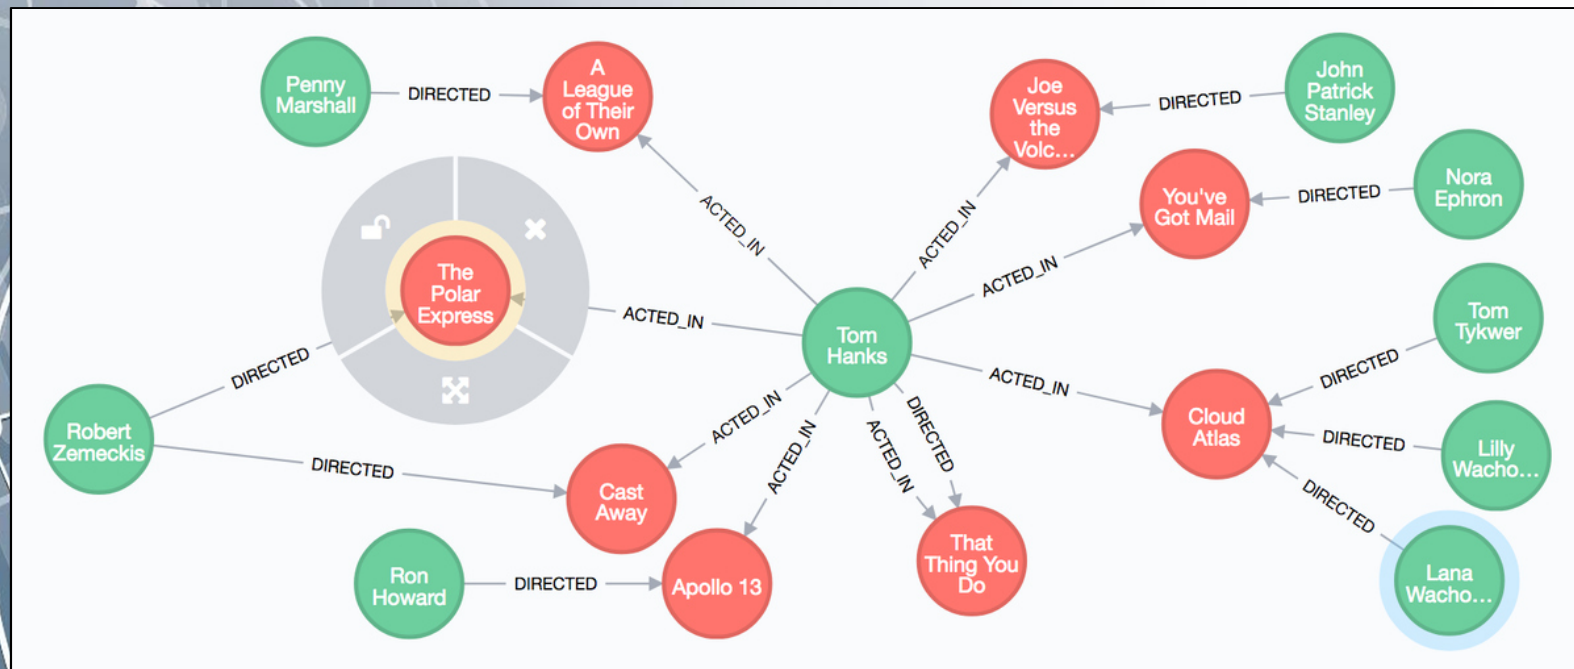 Penny
Marshall
DIRECTED
A
League
of Their
Own
Joe
Versus
the
Volc...
DIRECTED
John
Patrick
Stanley
ACTED_IN
ACTED_IN
You've
Got Mail
DIRECTED
Nora
Ephron
ACTED_IN
The
Polar
Express
ACTED_IN
Tom
Hanks
Tom
Tykwer
DIRECTED
DIRECTED
ACTED_IN
Robert
Zemeckis
DIRECTED
ACTED_IN
Cast
Away
ACTED_IN
ACTED_IN
DIRECTED
Cloud
Atlas
DIRECTED
Lilly
Wacho...
DIRECTED
Ron
Howard
DIRECTED
Apollo 13
That
Thing You
Do
Lana
Wacho...